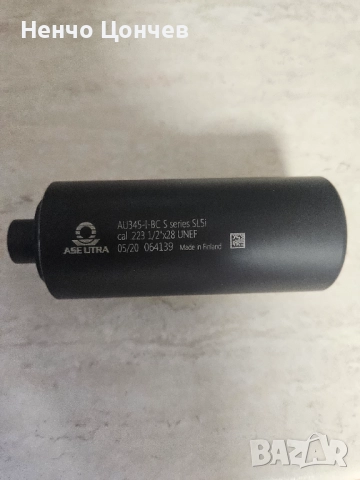 Ненчо Цончев
ASE UTRA
AU345-I-BC S series SL5i
cal 223 1/2"x28 UNEF
05/20 064139 Made in Finland
BAZAR